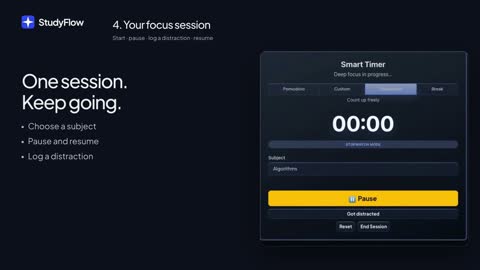 StudyFlow
4. Your focus session
Start · pause · log a distraction · resume
One session.
Keep going.
• Choose a subject
• Pause and resume
• Log a distraction
Smart Timer
Deep focus in progress...
Pomodoro Custom Stopwatch Break
Count up freely
00:00
STOPWATCH MODE
Subject
Algorithms
Pause
Got distracted
Reset End Session